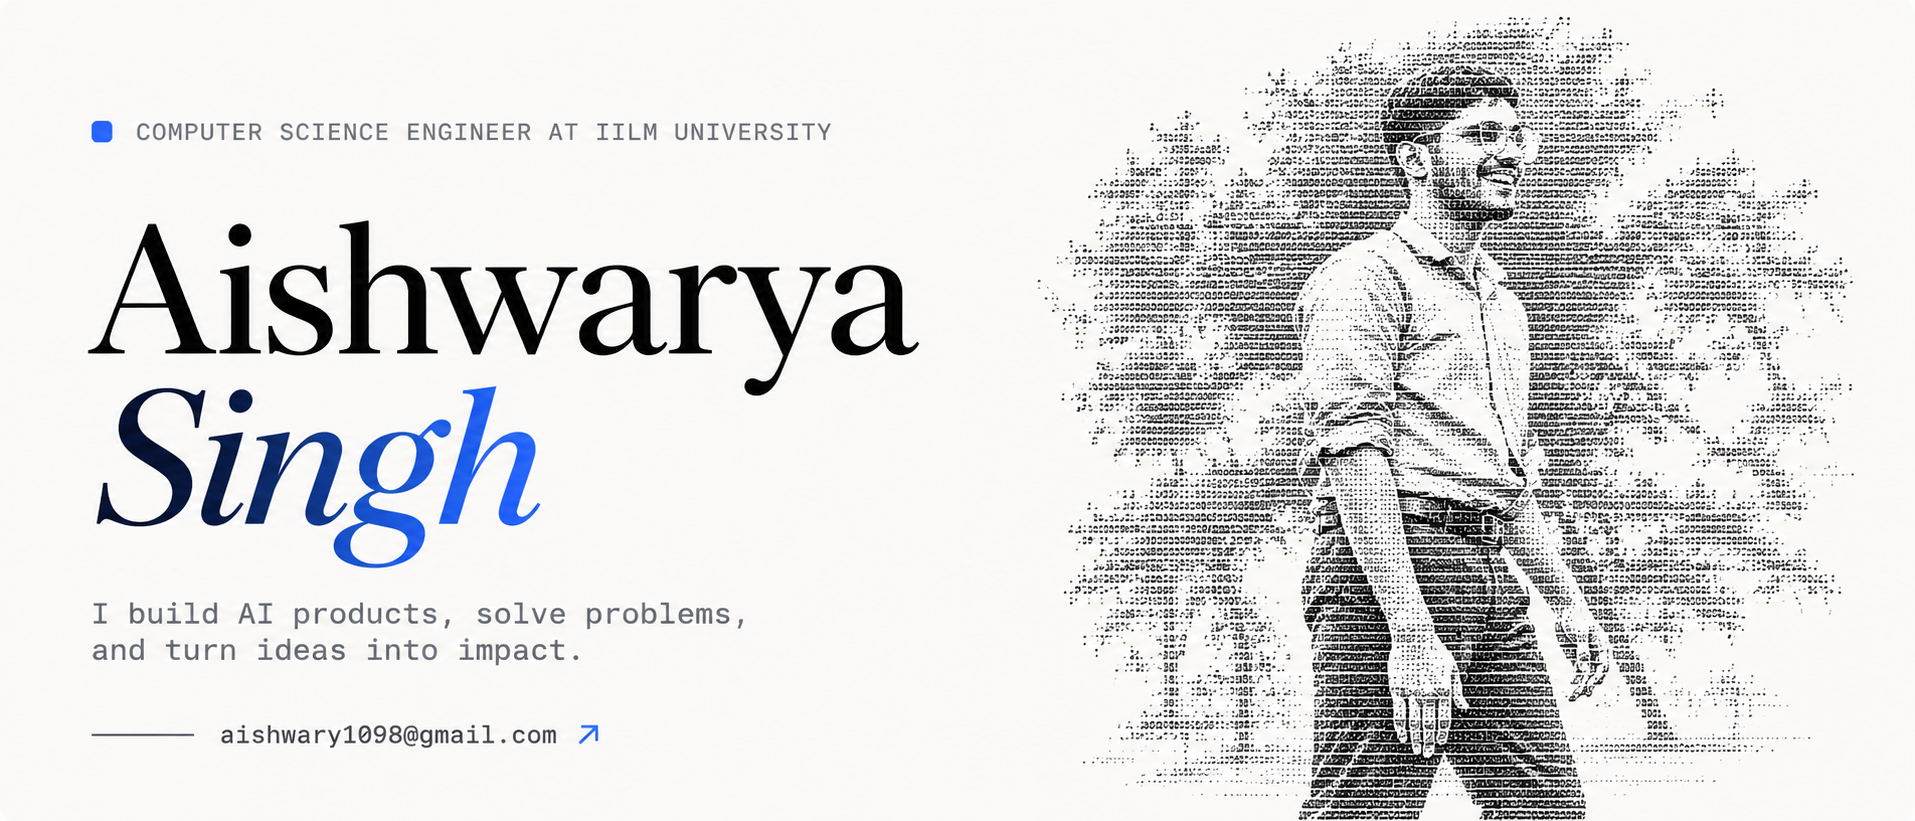 COMPUTER SCIENCE ENGINEER AT IILM UNIVERSITY
Aishwarya
Singh
I build AI products, solve problems,
and turn ideas into impact.
aishwary1098@gmail.com